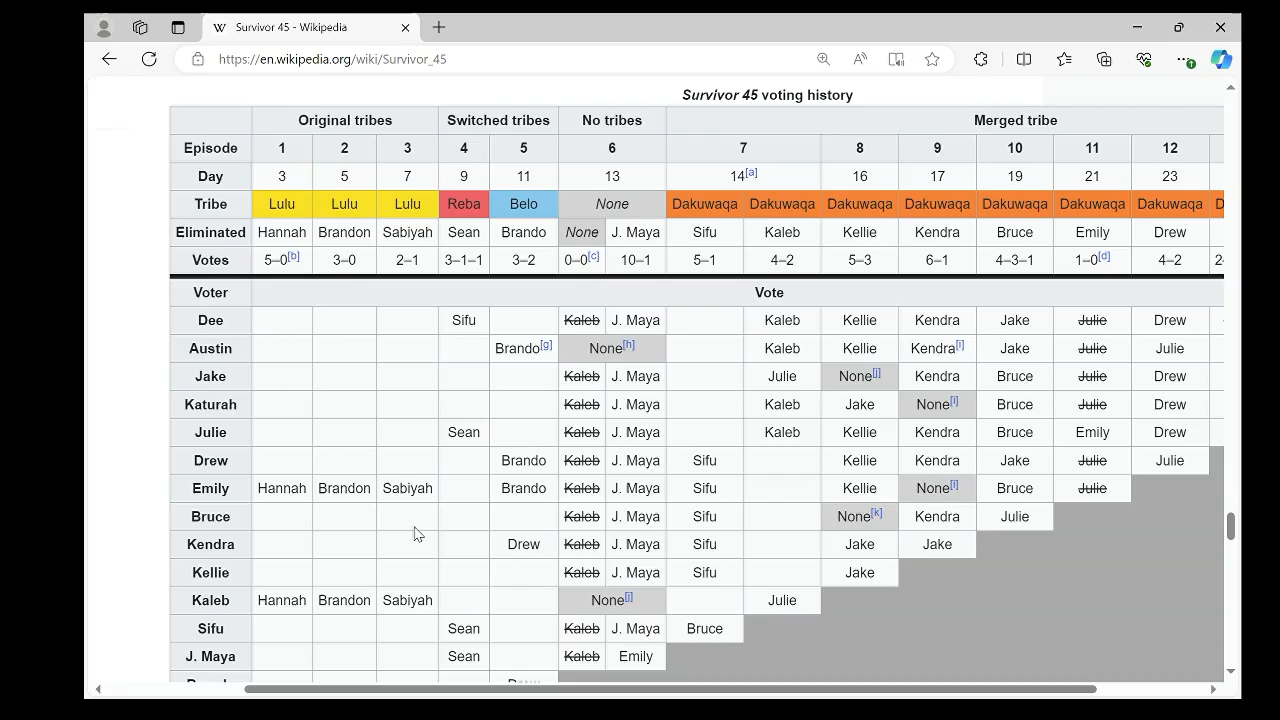 Survivor 45 - Wikipedia
https://en.wikipedia.org/wiki/Survivor_45
Survivor 45 voting history
Original tribes Switched tribes No tribes Merged tribe
Episode 1 2 3 4 5 6 7 8 9 10 11 12
Day 3 5 7 9 11 13 14[a] 16 17 19 21 23
Tribe Lulu Lulu Lulu Reba Belo None Dakuwaqa Dakuwaqa Dakuwaqa Dakuwaqa Dakuwaqa Dakuwaqa Dakuwaqa D
Eliminated Hannah Brandon Sabiyah Sean Brando None J. Maya Sifu Kaleb Kellie Kendra Bruce Emily Drew
Votes 5–0[b] 3–0 2–1 3–1–1 3–2 0–0[c] 10–1 5–1 4–2 5–3 6–1 4–3–1 1–0[d] 4–2 2
Voter Vote
Dee Sifu Kaleb J. Maya Kaleb Kellie Kendra Jake Julie Drew
Austin Brando[g] None[h] Kaleb Kellie Kendra[i] Jake Julie Julie
Jake Kaleb J. Maya Julie None[j] Kendra Bruce Julie Drew
Katurah Kaleb J. Maya Kaleb Jake None[i] Bruce Julie Drew
Julie Sean Kaleb J. Maya Kaleb Kellie Kendra Bruce Emily Drew
Drew Brando Kaleb J. Maya Sifu Kellie Kendra Jake Julie Julie
Emily Hannah Brandon Sabiyah Brando Kaleb J. Maya Sifu Kellie None[i] Bruce Julie
Bruce Kaleb J. Maya Sifu None[k] Kendra Julie
Kendra Drew Kaleb J. Maya Sifu Jake Jake
Kellie Kaleb J. Maya Sifu Jake
Kaleb Hannah Brandon Sabiyah None[j] Julie
Sifu Sean Kaleb J. Maya Bruce
J. Maya Sean Kaleb Emily